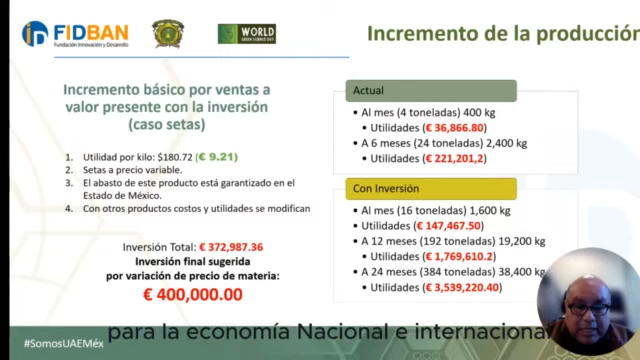 FIDBAN
Fundación Innovación y Desarrollo
WORLD
GREEN SCIENCE DAY
Incremento de la producción
Incremento básico por ventas a
valor presente con la inversión
(caso setas)
1. Utilidad por kilo: $180.72 (€ 9.21)
2. Setas a precio variable.
3. El abasto de este producto está garantizado en el
Estado de México.
4. Con otros productos costos y utilidades se modifican
Inversión Total: € 372,987.36
Inversión final sugerida
por variación de precio de materia:
€ 400,000.00
Actual
• Al mes (4 toneladas) 400 kg
• Utilidades (€ 36,866.80)
• A 6 meses (24 toneladas) 2,400 kg
• Utilidades (€ 221,201,2)
Con Inversión
• Al mes (16 toneladas) 1,600 kg
• Utilidades (€ 147,467.50)
• A 12 meses (192 toneladas) 19,200 kg
• Utilidades (€ 1,769,610.2)
• A 24 meses (384 toneladas) 38,400 kg
• Utilidades (€ 3,539,220.40)
para la economía Nacional e internacional
#SomosUAEMéx